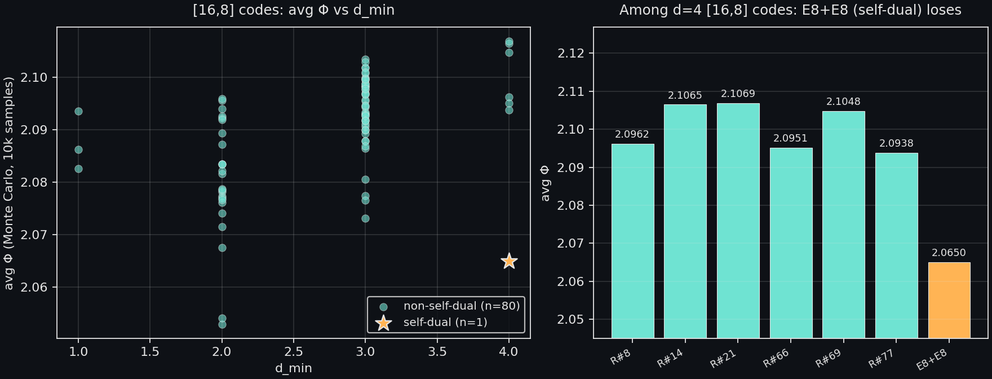 [16,8] codes: avg Φ vs d_min
avg Φ (Monte Carlo, 10k samples)
2.10
2.09
2.08
2.07
2.06
1.0
1.5
2.0
2.5
3.0
3.5
4.0
d_min
non-self-dual (n=80)
self-dual (n=1)
Among d=4 [16,8] codes: E8+E8 (self-dual) loses
avg Φ
2.12
2.11
2.10
2.09
2.08
2.07
2.06
2.05
2.0962
2.1065
2.1069
2.0951
2.1048
2.0938
2.0650
R#8
R#14
R#21
R#66
R#69
R#77
E8+E8